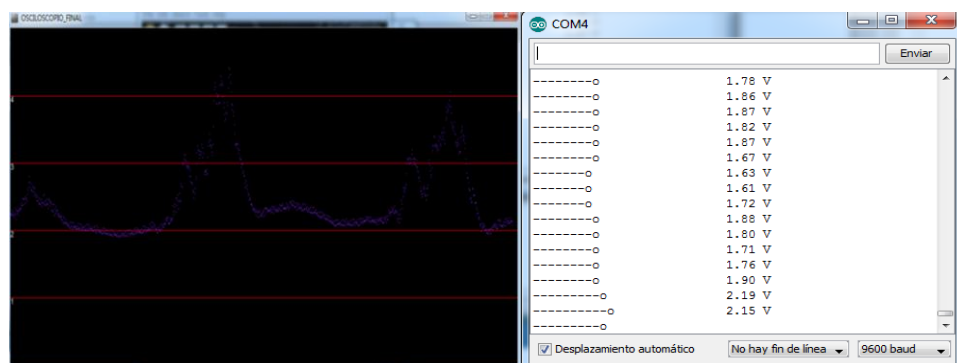 OSCILOSCOPIO_FINAL
4
3
2
1
COM4
Enviar
--------o 1.78 V
--------o 1.86 V
--------o 1.87 V
--------o 1.82 V
--------o 1.87 V
--------o 1.67 V
-------o 1.63 V
-------o 1.61 V
-------o 1.72 V
--------o 1.88 V
--------o 1.80 V
--------o 1.71 V
--------o 1.76 V
--------o 1.90 V
---------o 2.19 V
----------o 2.15 V
---------o
Desplazamiento automático No hay fin de línea 9600 baud